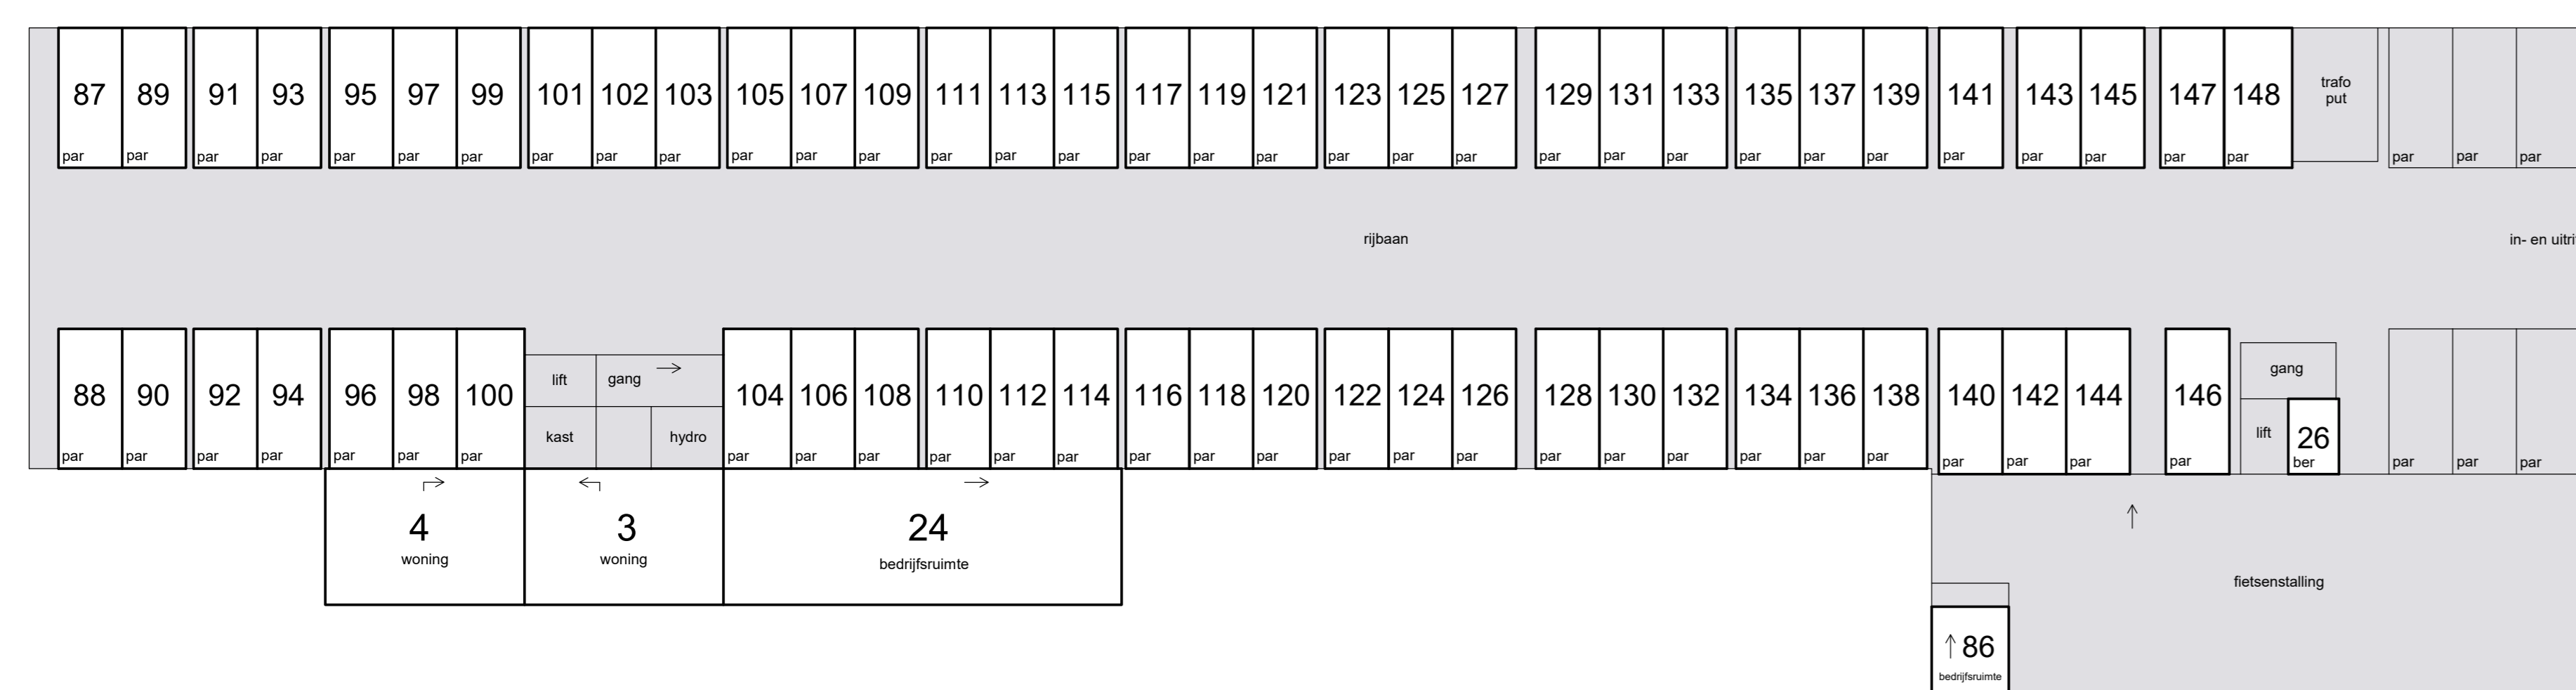 87 89 91 93 95 97 99 101 102 103 105 107 109 111 113 115 117 119 121 123 125 127 129 131 133 135 137 139 141 143 145 147 148
trafo
put
par par par par par par par par par par par par par par par par par par par par par par par par par par par par par par par par par par par par
rijbaan
in- en uitri
lift gang
gang
88 90 92 94 96 98 100 104 106 108 110 112 114 116 118 120 122 124 126 128 130 132 134 136 138 140 142 144 146
kast hydro
lift 26
par par par par par par par par par par par par par par par par par par par par par par par par par par par par par ber par par par
4 3 24
woning woning bedrijfsruimte
fietsenstalling
86
bedrijfsruimte